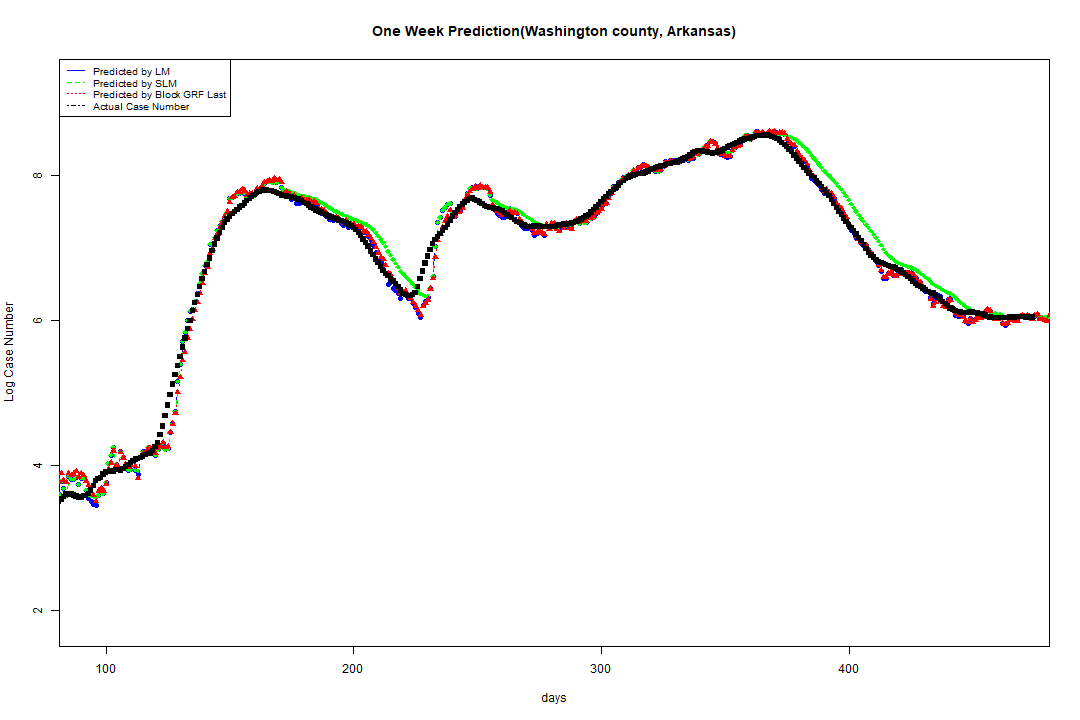 One Week Prediction(Washington county, Arkansas)
Predicted by LM
Predicted by SLM
Predicted by Block GRF Last
Actual Case Number
8
6
4
2
Log Case Number
100 200 300 400
days